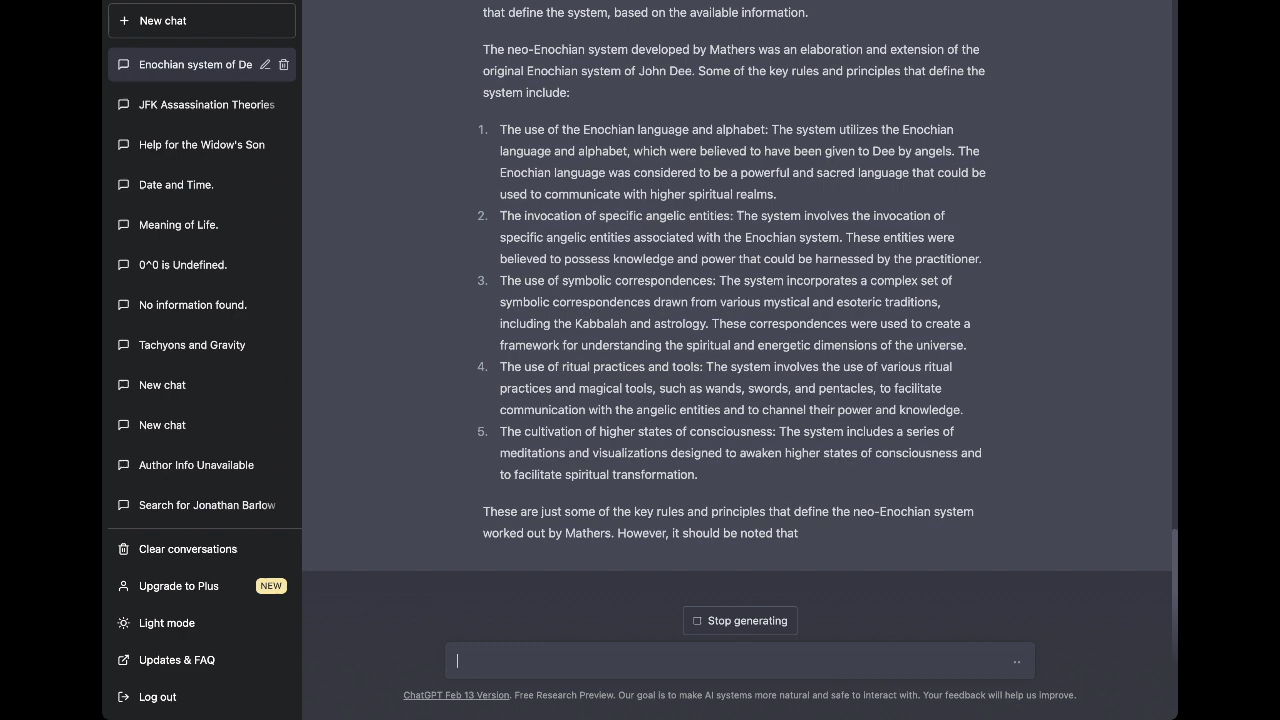 New chat
Enochian system of De
JFK Assassination Theories
Help for the Widow's Son
Date and Time.
Meaning of Life.
0^0 is Undefined.
No information found.
Tachyons and Gravity
New chat
New chat
Author Info Unavailable
Search for Jonathan Barlow
Clear conversations
Upgrade to Plus NEW
Light mode
Updates & FAQ
Log out
that define the system, based on the available information.
The neo-Enochian system developed by Mathers was an elaboration and extension of the
original Enochian system of John Dee. Some of the key rules and principles that define the
system include:
1. The use of the Enochian language and alphabet: The system utilizes the Enochian
language and alphabet, which were believed to have been given to Dee by angels. The
Enochian language was considered to be a powerful and sacred language that could be
used to communicate with higher spiritual realms.
2. The invocation of specific angelic entities: The system involves the invocation of
specific angelic entities associated with the Enochian system. These entities were
believed to possess knowledge and power that could be harnessed by the practitioner.
3. The use of symbolic correspondences: The system incorporates a complex set of
symbolic correspondences drawn from various mystical and esoteric traditions,
including the Kabbalah and astrology. These correspondences were used to create a
framework for understanding the spiritual and energetic dimensions of the universe.
4. The use of ritual practices and tools: The system involves the use of various ritual
practices and magical tools, such as wands, swords, and pentacles, to facilitate
communication with the angelic entities and to channel their power and knowledge.
5. The cultivation of higher states of consciousness: The system includes a series of
meditations and visualizations designed to awaken higher states of consciousness and
to facilitate spiritual transformation.
These are just some of the key rules and principles that define the neo-Enochian system
worked out by Mathers. However, it should be noted that
Stop generating
ChatGPT Feb 13 Version. Free Research Preview. Our goal is to make AI systems more natural and safe to interact with. Your feedback will help us improve.